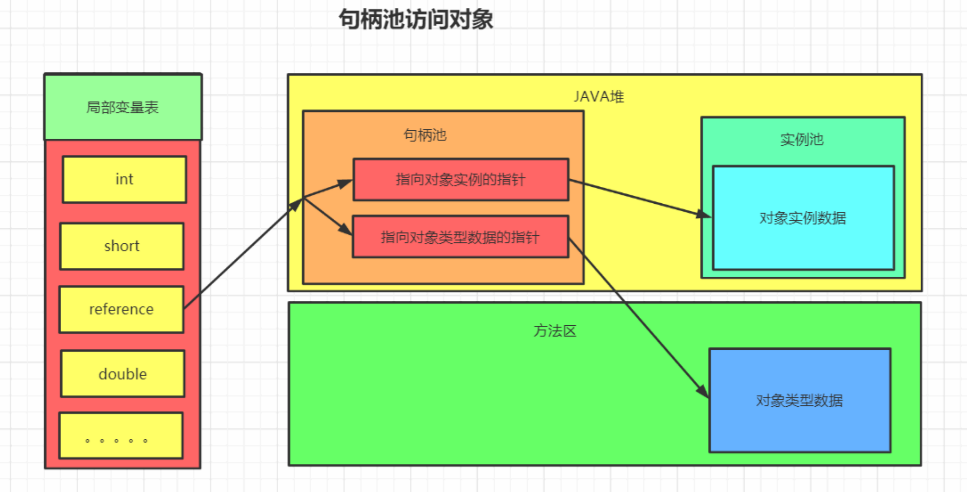 句柄池访问对象
局部变量表
int
short
reference
double
。。。。。
JAVA堆
句柄池
指向对象实例的指针
指向对象类型数据的指针
实例池
对象实例数据
方法区
对象类型数据